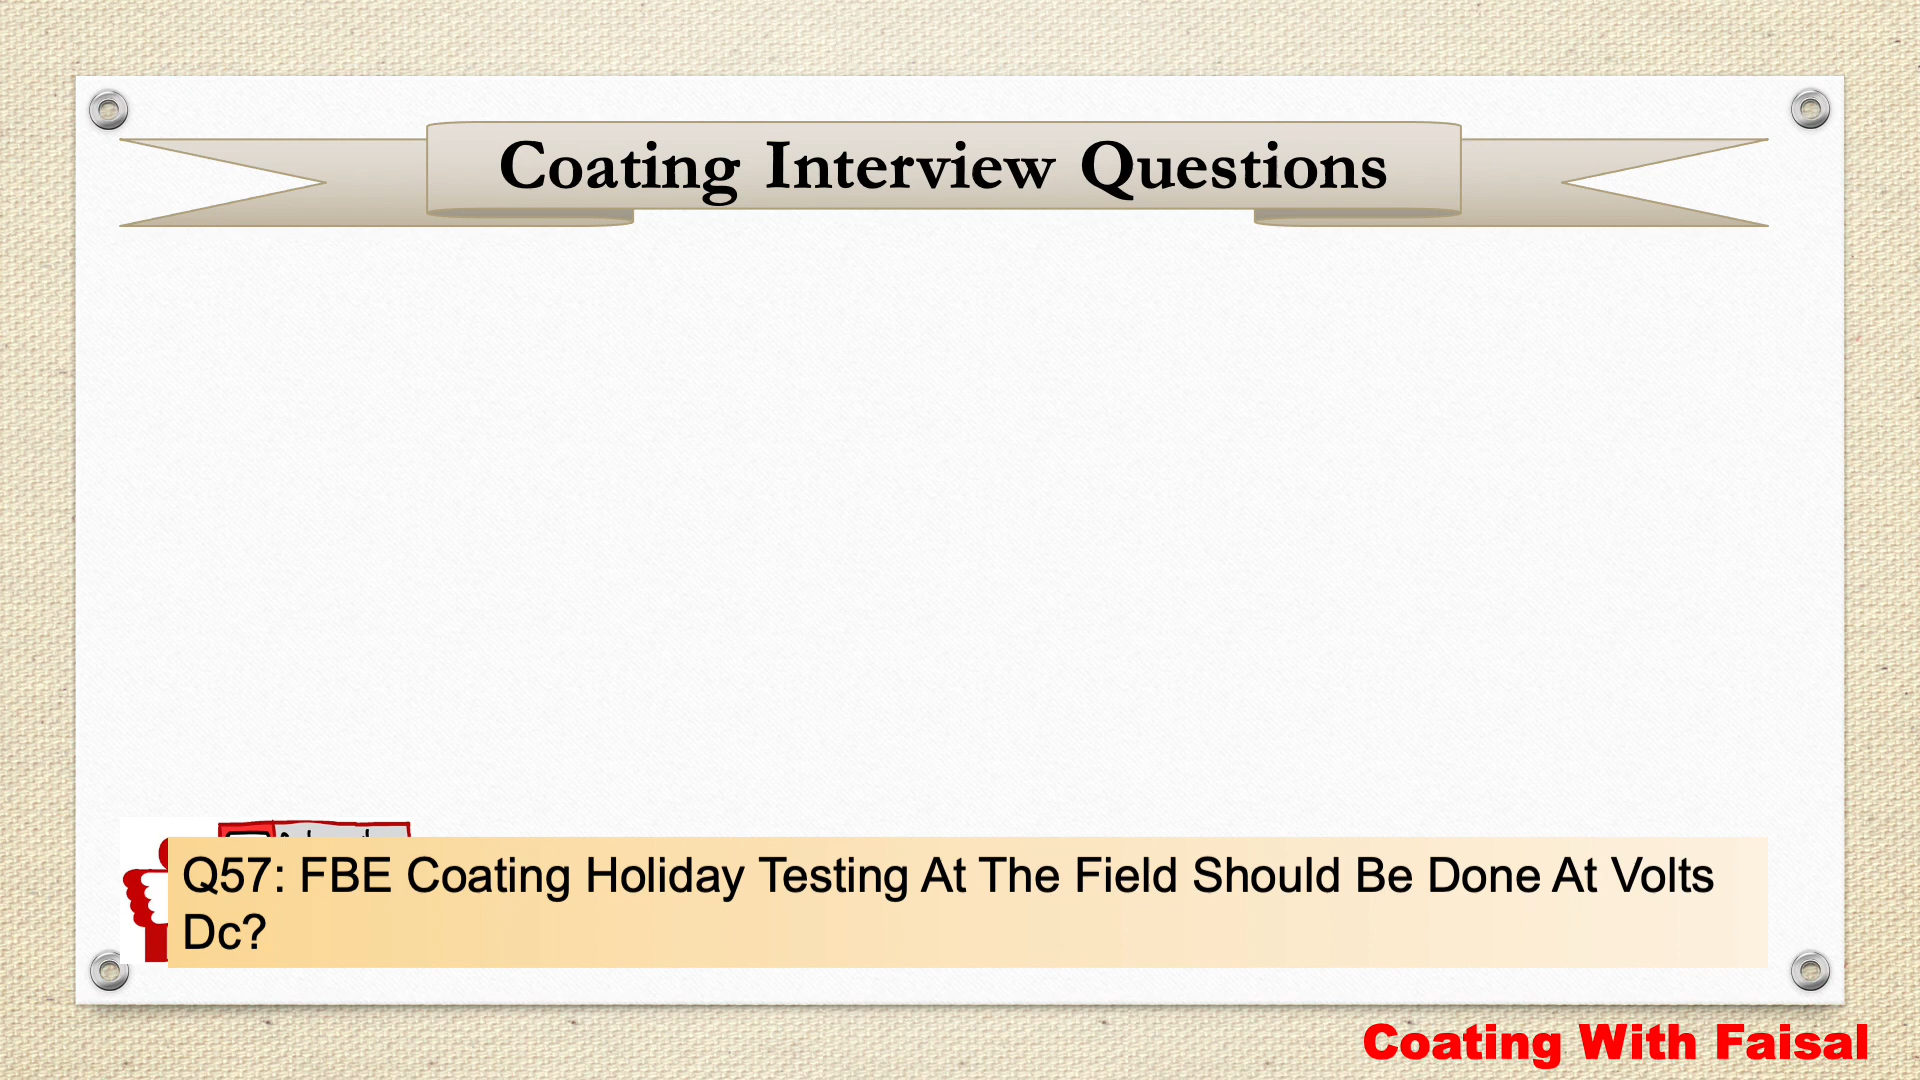 Coating Interview Questions
Q57: FBE Coating Holiday Testing At The Field Should Be Done At Volts
Dc?
Coating With Faisal